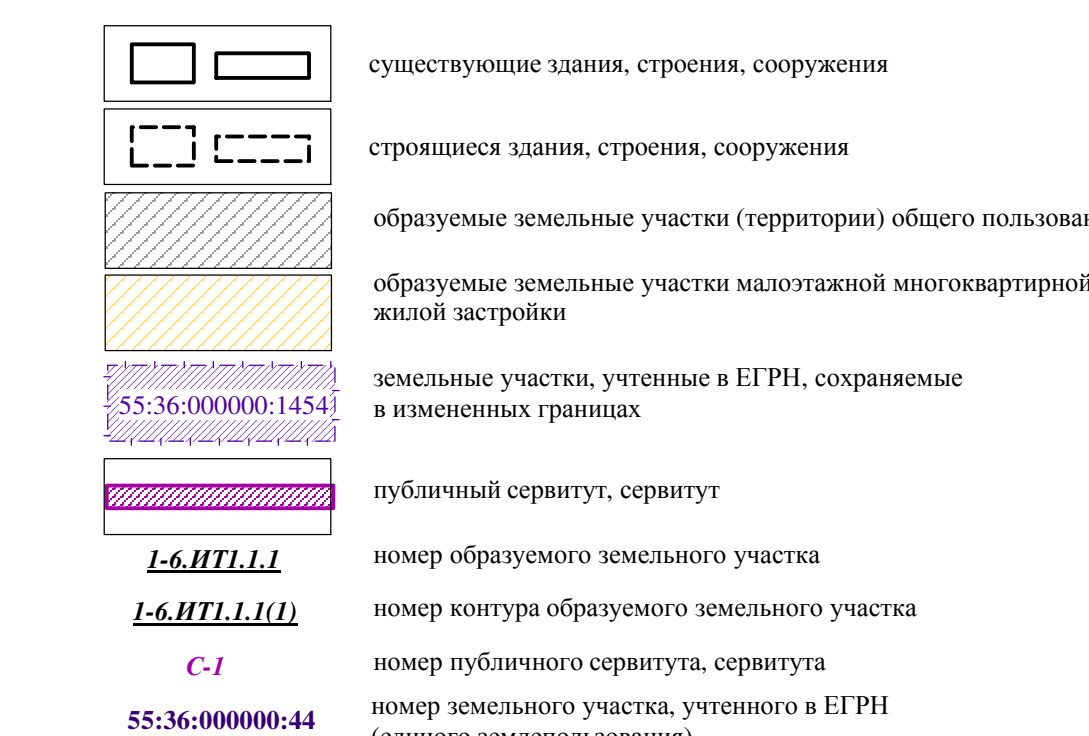 существующие здания, строения, сооружения
строящиеся здания, строения, сооружения
образуемые земельные участки (территории) общего
образуемые земельные участки малоэтажной многоквартирной
жилой застройки
55:36:000000:1454
земельные участки, учтенные в ЕГРН, сохраняемые
в измененных границах
публичный сервитут, сервитут
1-6.ИТ1.1.1 номер образуемого земельного участка
1-6.ИТ1.1.1(1) номер контура образуемого земельного участка
С-1 номер публичного сервитута, сервитута
55:36:000000:44 номер земельного участка, учтенного в ЕГРН
(единого землепользования)